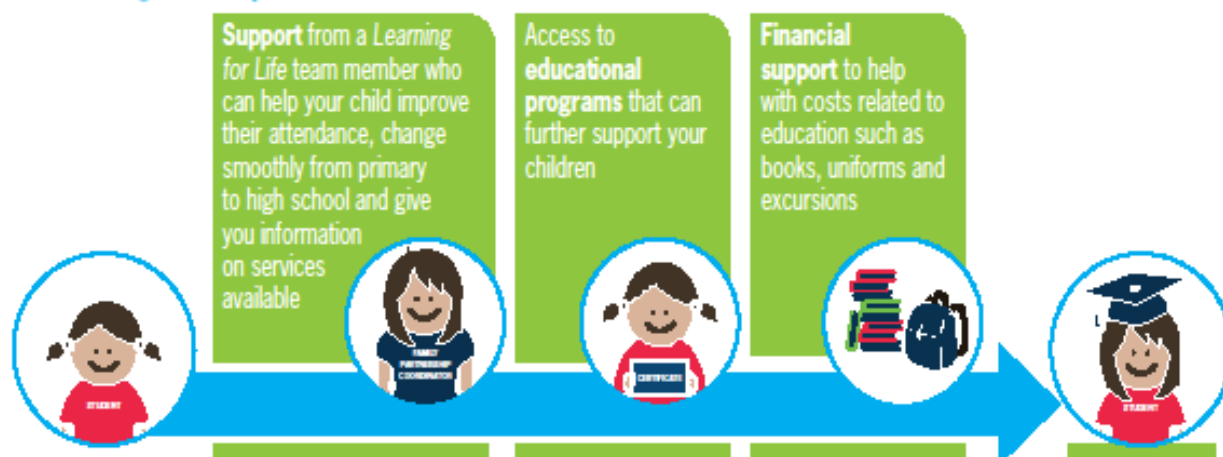 Support from a Learning
for Life team member who
can help your child improve
their attendance, change
smoothly from primary
to high school and give
you information
on services
available
Access to
educational
programs that can
further support your
children
Financial
support to help
with costs related to
education such as
books, uniforms and
excursions
STUDENT
FAMILY
PARTNERSHIP
COORDINATOR
CERTIFICATE
STUDENT